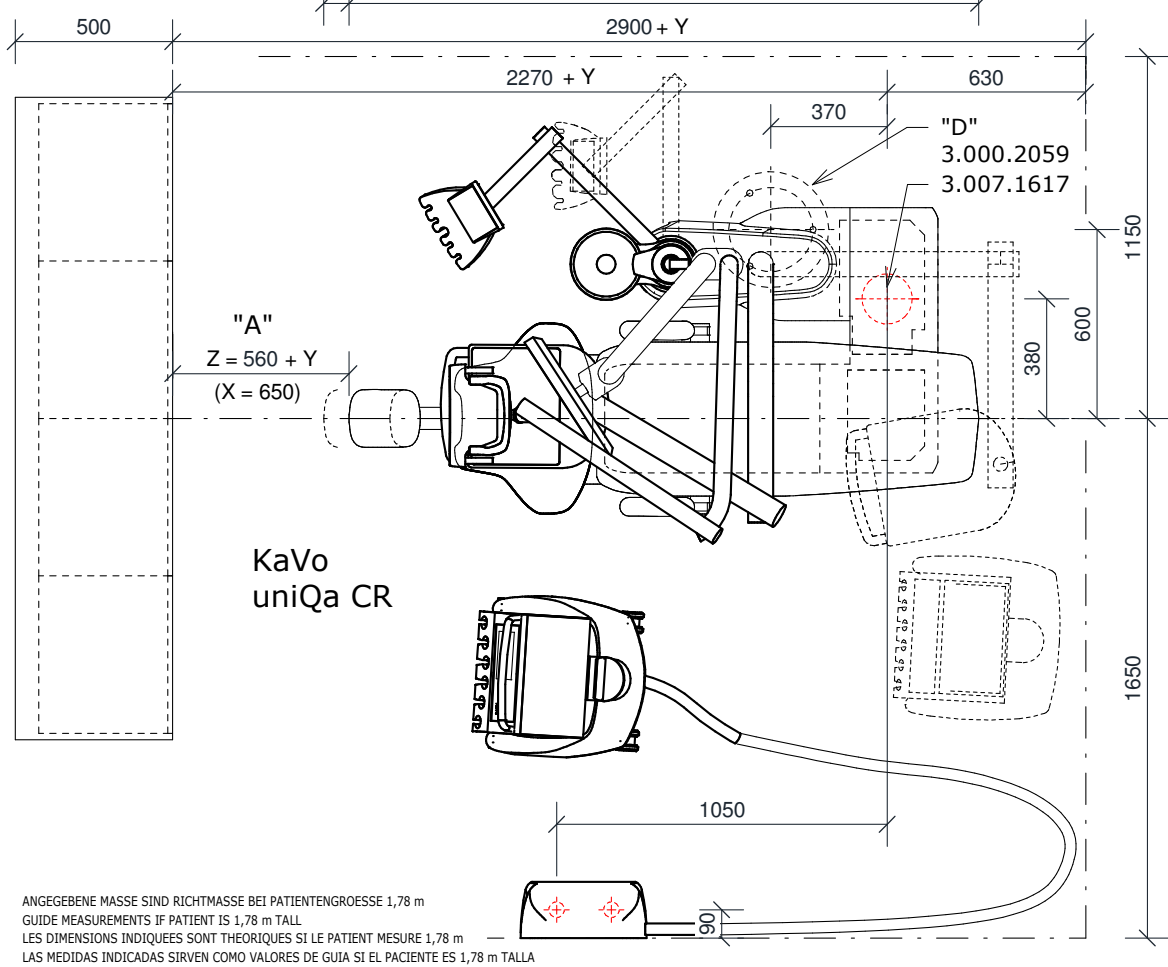 500
2900 + Y
2270 + Y
630
370
"D"
3.000.2059
3.007.1617
1150
600
380
"A"
Z = 560 + Y
(X = 650)
KaVo
uniQa CR
1650
1050
90
ANGEGEBENE MASSE SIND RICHTMASSE BEI PATIENTENGROESSE 1,78 m
GUIDE MEASUREMENTS IF PATIENT IS 1,78 m TALL
LES DIMENSIONS INDIQUEES SONT THEORIQUES SI LE PATIENT MESURE 1,78 m
LAS MEDIDAS INDICADAS SIRVEN COMO VALORES DE GUIA SI EL PACIENTE ES 1,78 m TALLA